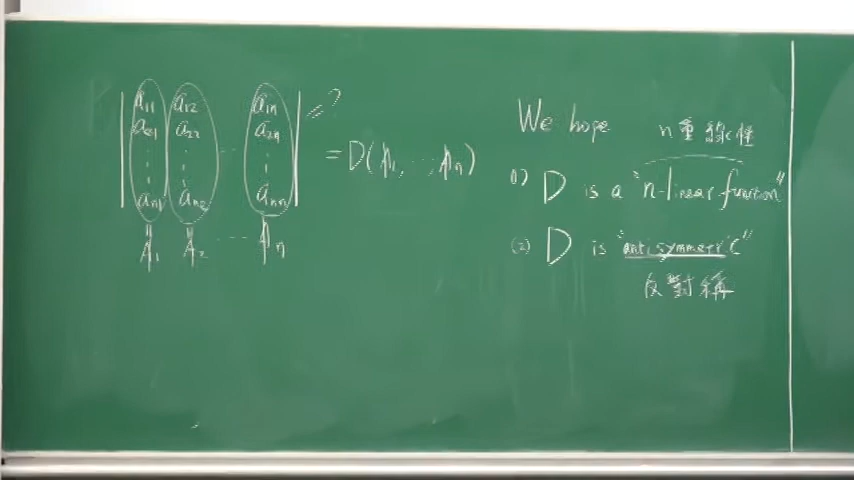 a₁₁ a₁₂ a₁ₙ = ?
a₂₁ a₂₂ ... a₂ₙ
⋮ ⋮ ⋮ = D(A₁, ..., Aₙ)
aₙ₁ aₙ₂ aₙₙ
A₁ A₂ ... Aₙ
We hope n重線性
(1) D is a "n-linear function"
(2) D is "antisymmetric"
反對稱